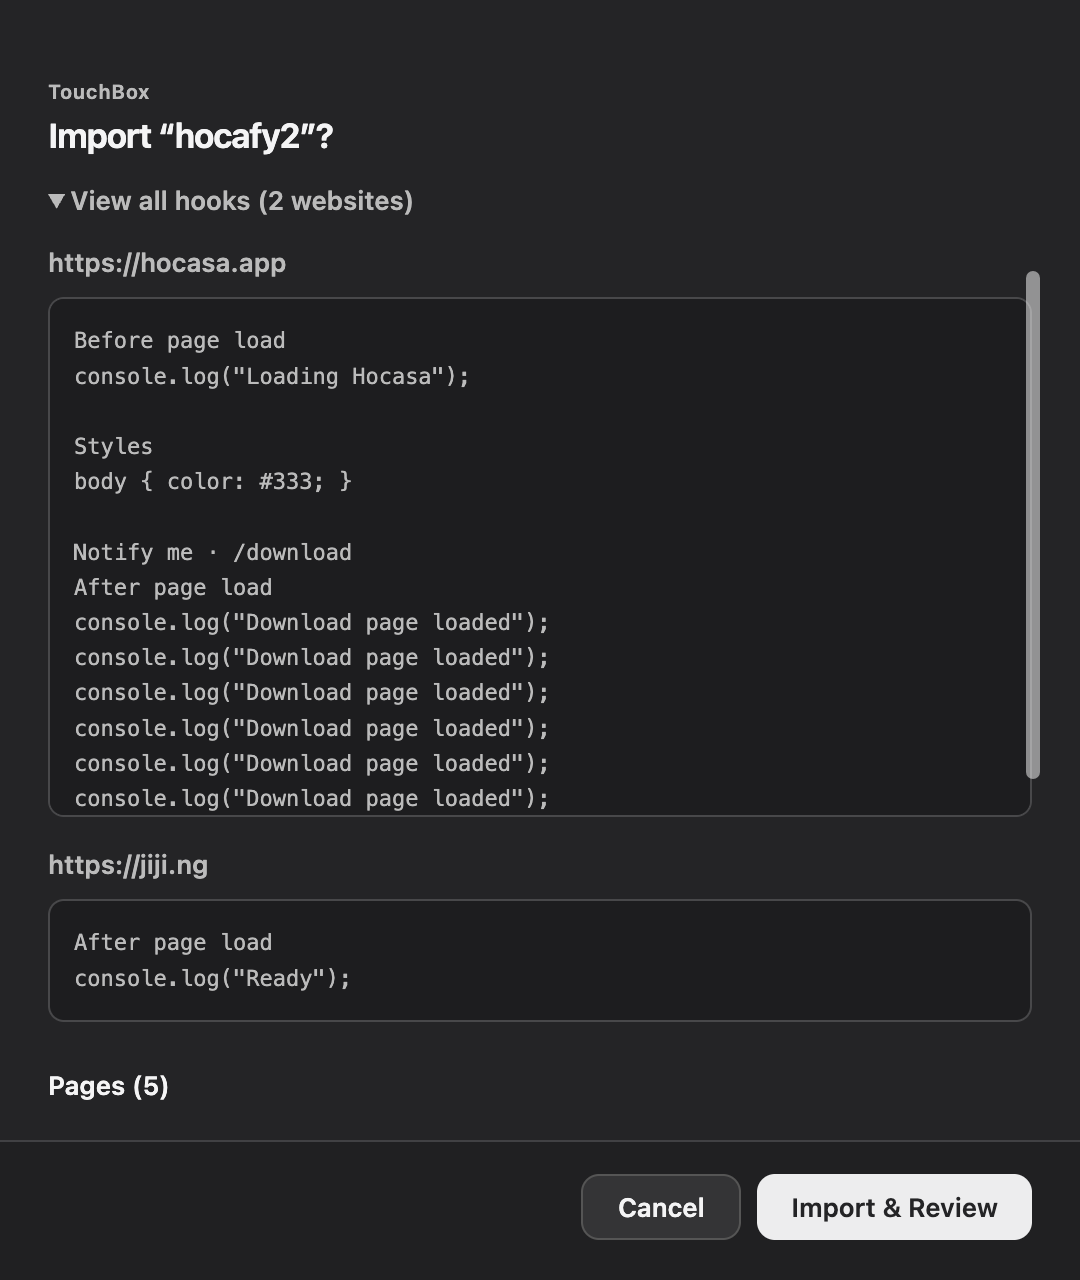 TouchBox
Import “hocafy2”?
▼ View all hooks (2 websites)
https://hocasa.app
Before page load
console.log("Loading Hocasa");
Styles
body { color: #333; }
Notify me · /download
After page load
console.log("Download page loaded");
console.log("Download page loaded");
console.log("Download page loaded");
console.log("Download page loaded");
console.log("Download page loaded");
console.log("Download page loaded");
https://jiji.ng
After page load
console.log("Ready");
Pages (5)
Cancel
Import & Review